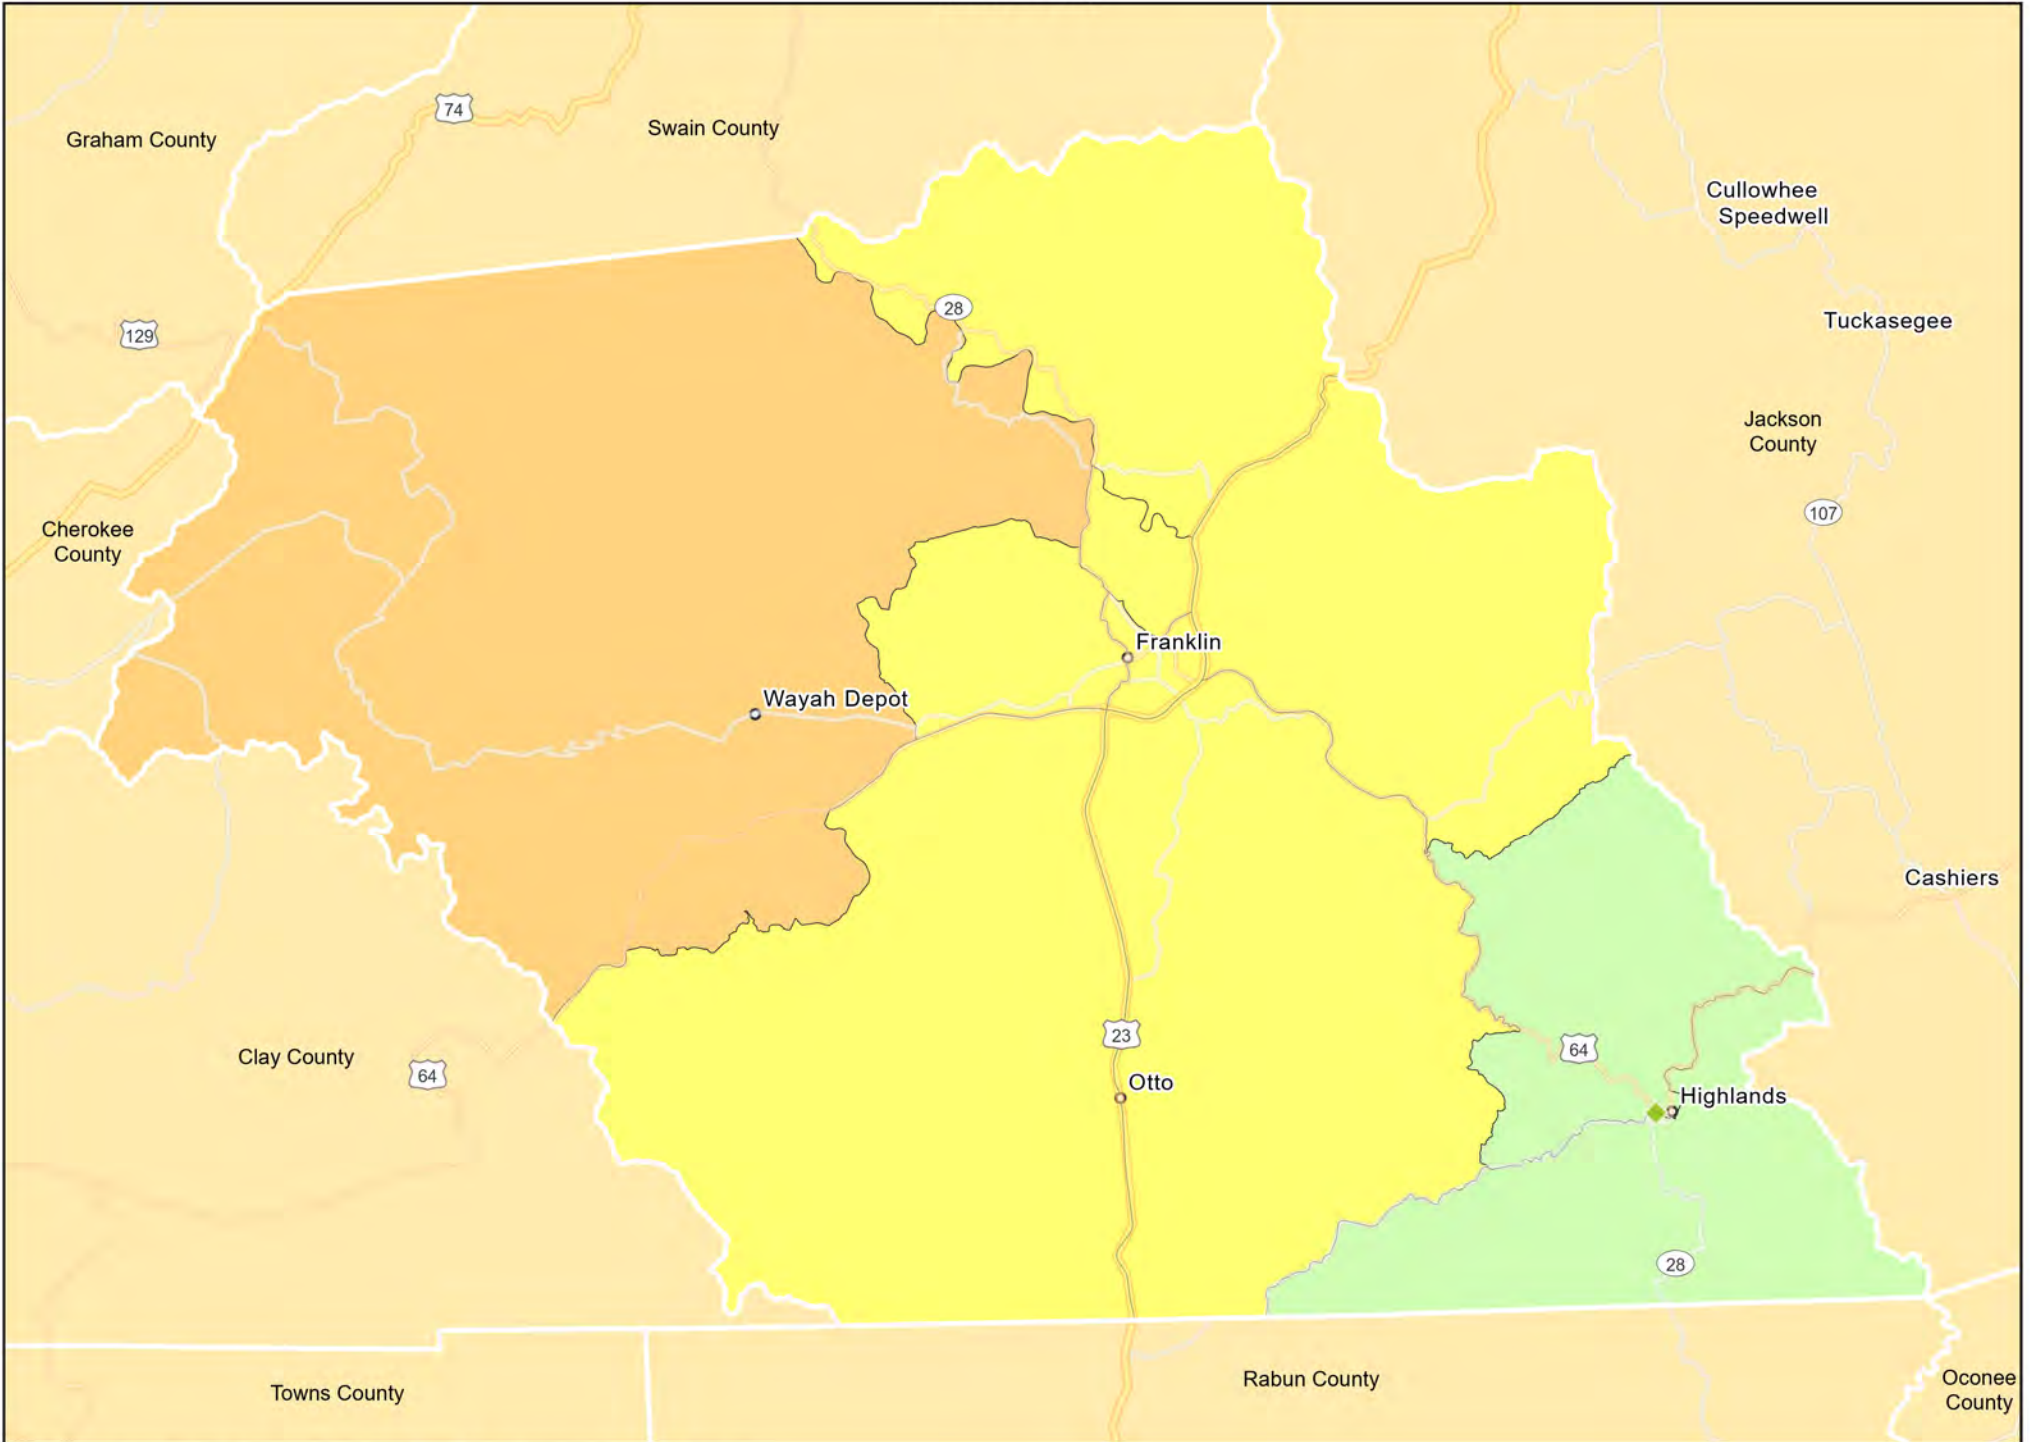 74
Graham County
Swain County
Cullowhee
Speedwell
28
Tuckasegee
129
Jackson
County
107
Cherokee
County
Franklin
Wayah Depot
Cashiers
23
64
Clay County
64
Otto
Highlands
28
Rabun County
Towns County
Oconee
County